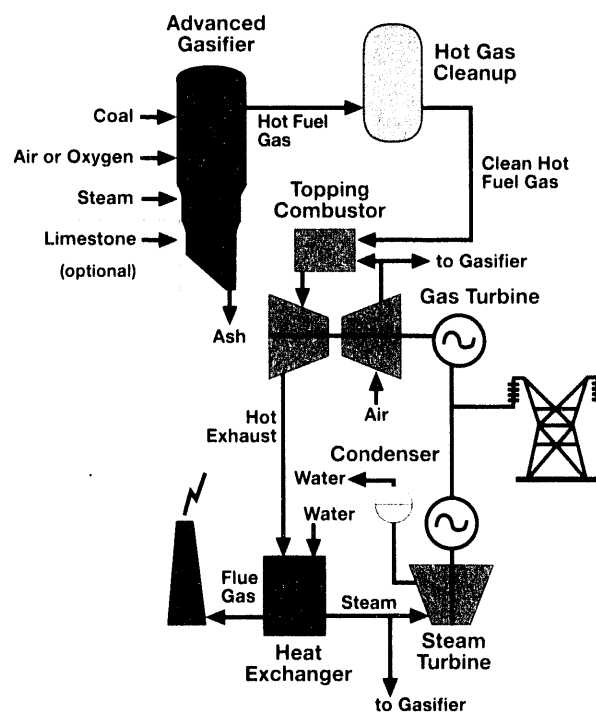 Advanced
Gasifier
Hot Gas
Cleanup
Coal
Hot Fuel
Gas
Air or Oxygen
Clean Hot
Fuel Gas
Steam
Topping
Combustor
Limestone
(optional)
to Gasifier
Gas Turbine
Ash
Air
Hot
Exhaust
Condenser
Water
Water
Flue
Gas
Steam
Heat
Exchanger
Steam
Turbine
to Gasifier